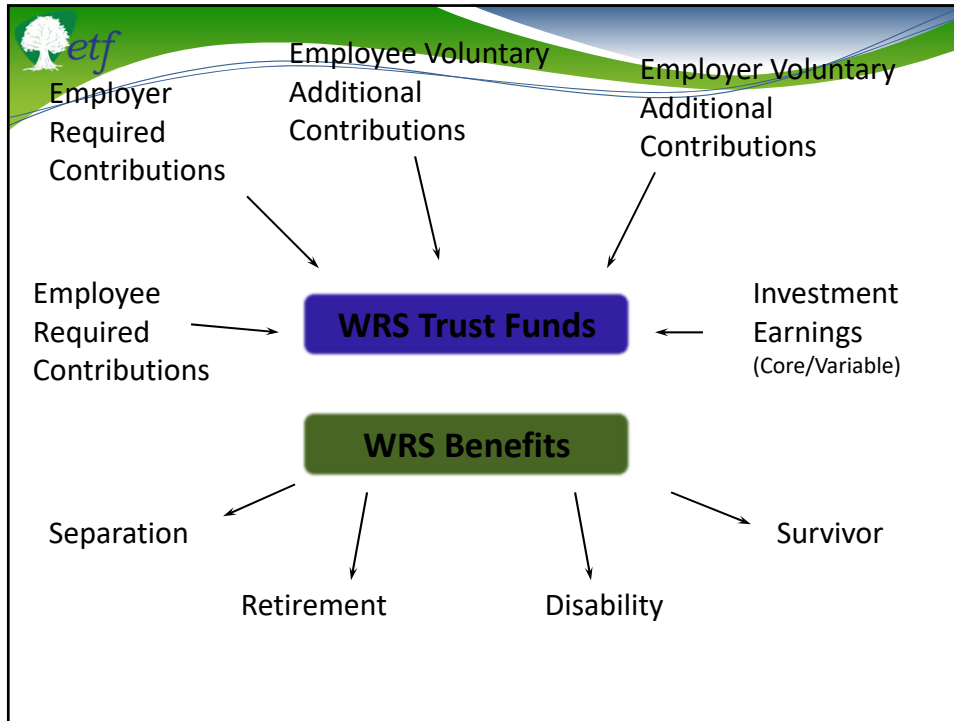 etf
Employer
Required
Contributions
Employee Voluntary
Additional
Contributions
Employer Voluntary
Additional
Contributions
Employee
Required
Contributions
WRS Trust Funds
Investment
Earnings
(Core/Variable)
WRS Benefits
Separation
Retirement
Disability
Survivor